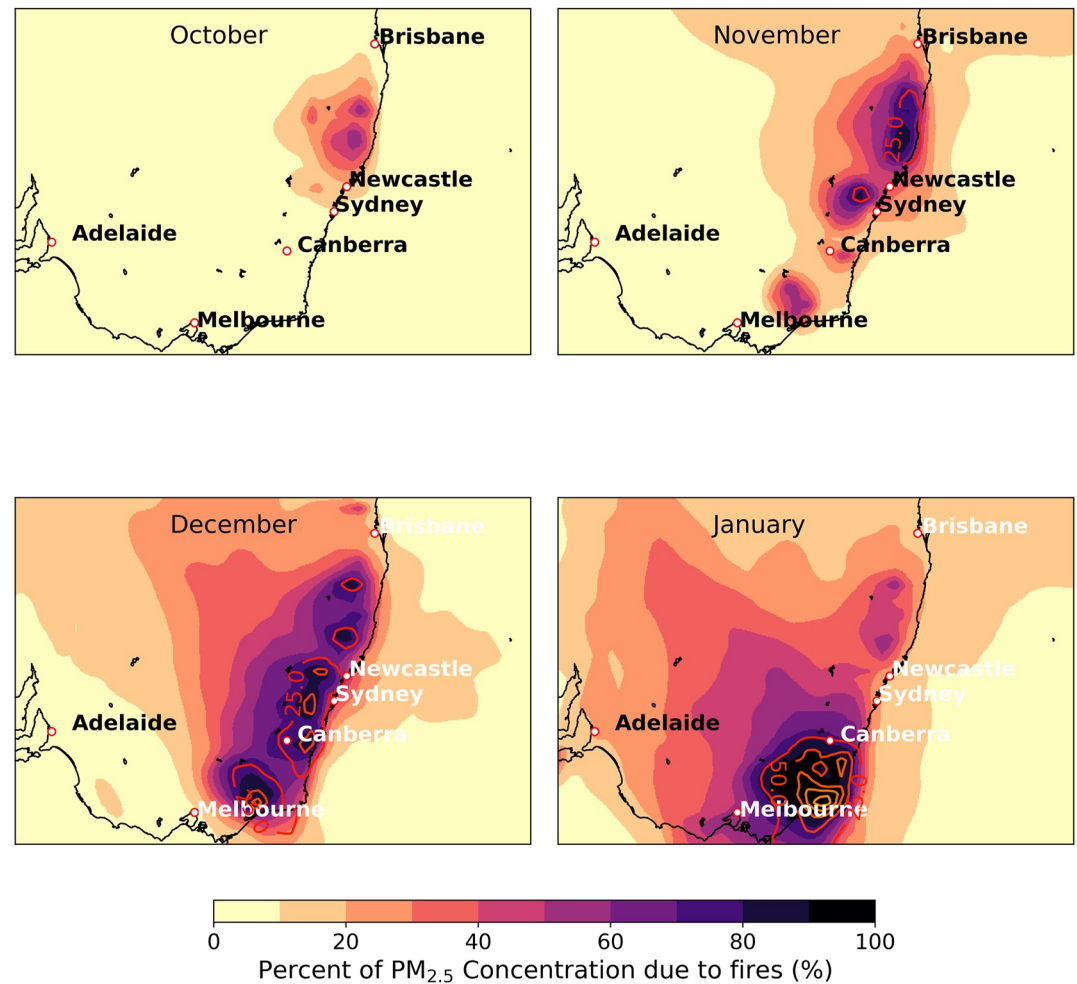 October
Brisbane
Newcastle
Sydney
Adelaide
Canberra
Melbourne
November
Brisbane
25.0
Newcastle
Sydney
Adelaide
Canberra
Melbourne
December
Brisbane
Newcastle
25.0
Sydney
Adelaide
Canberra
Melbourne
January
Brisbane
Newcastle
Sydney
Adelaide
Canberra
Melbourne
0 20 40 60 80 100
Percent of PM2.5 Concentration due to fires (%)